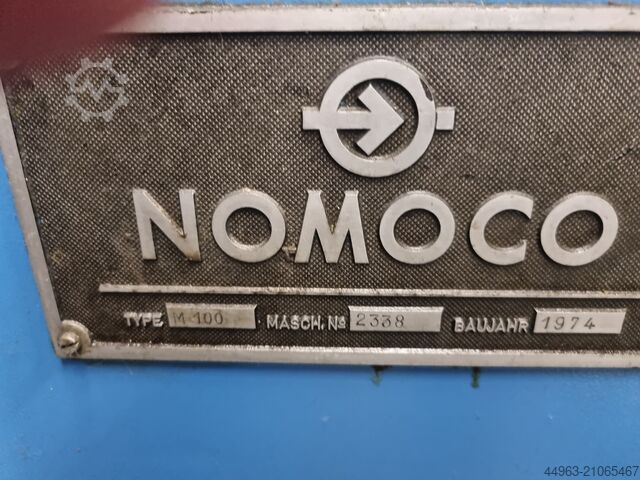 NOMOCO
TYPE M 100 MASCH. No 2338 BAUJAHR 1974
44963-21065467